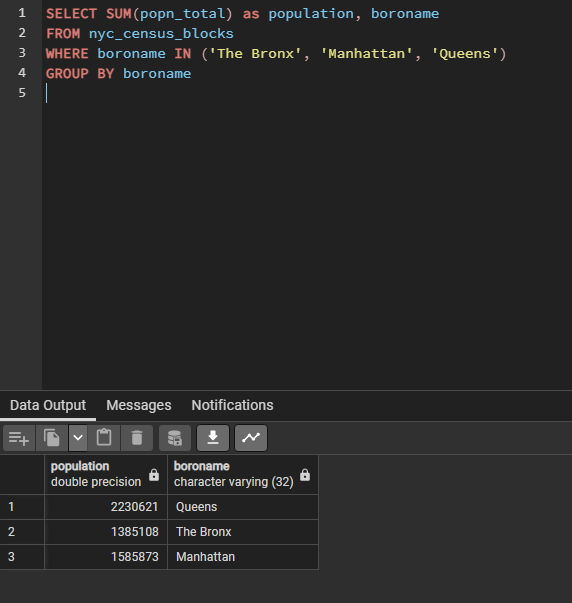 1 SELECT SUM(popn_total) as population, boroname
2 FROM nyc_census_blocks
3 WHERE boroname IN ('The Bronx', 'Manhattan', 'Queens')
4 GROUP BY boroname
5
Data Output Messages Notifications
population boroname
double precision character varying (32)
1 2230621 Queens
2 1385108 The Bronx
3 1585873 Manhattan